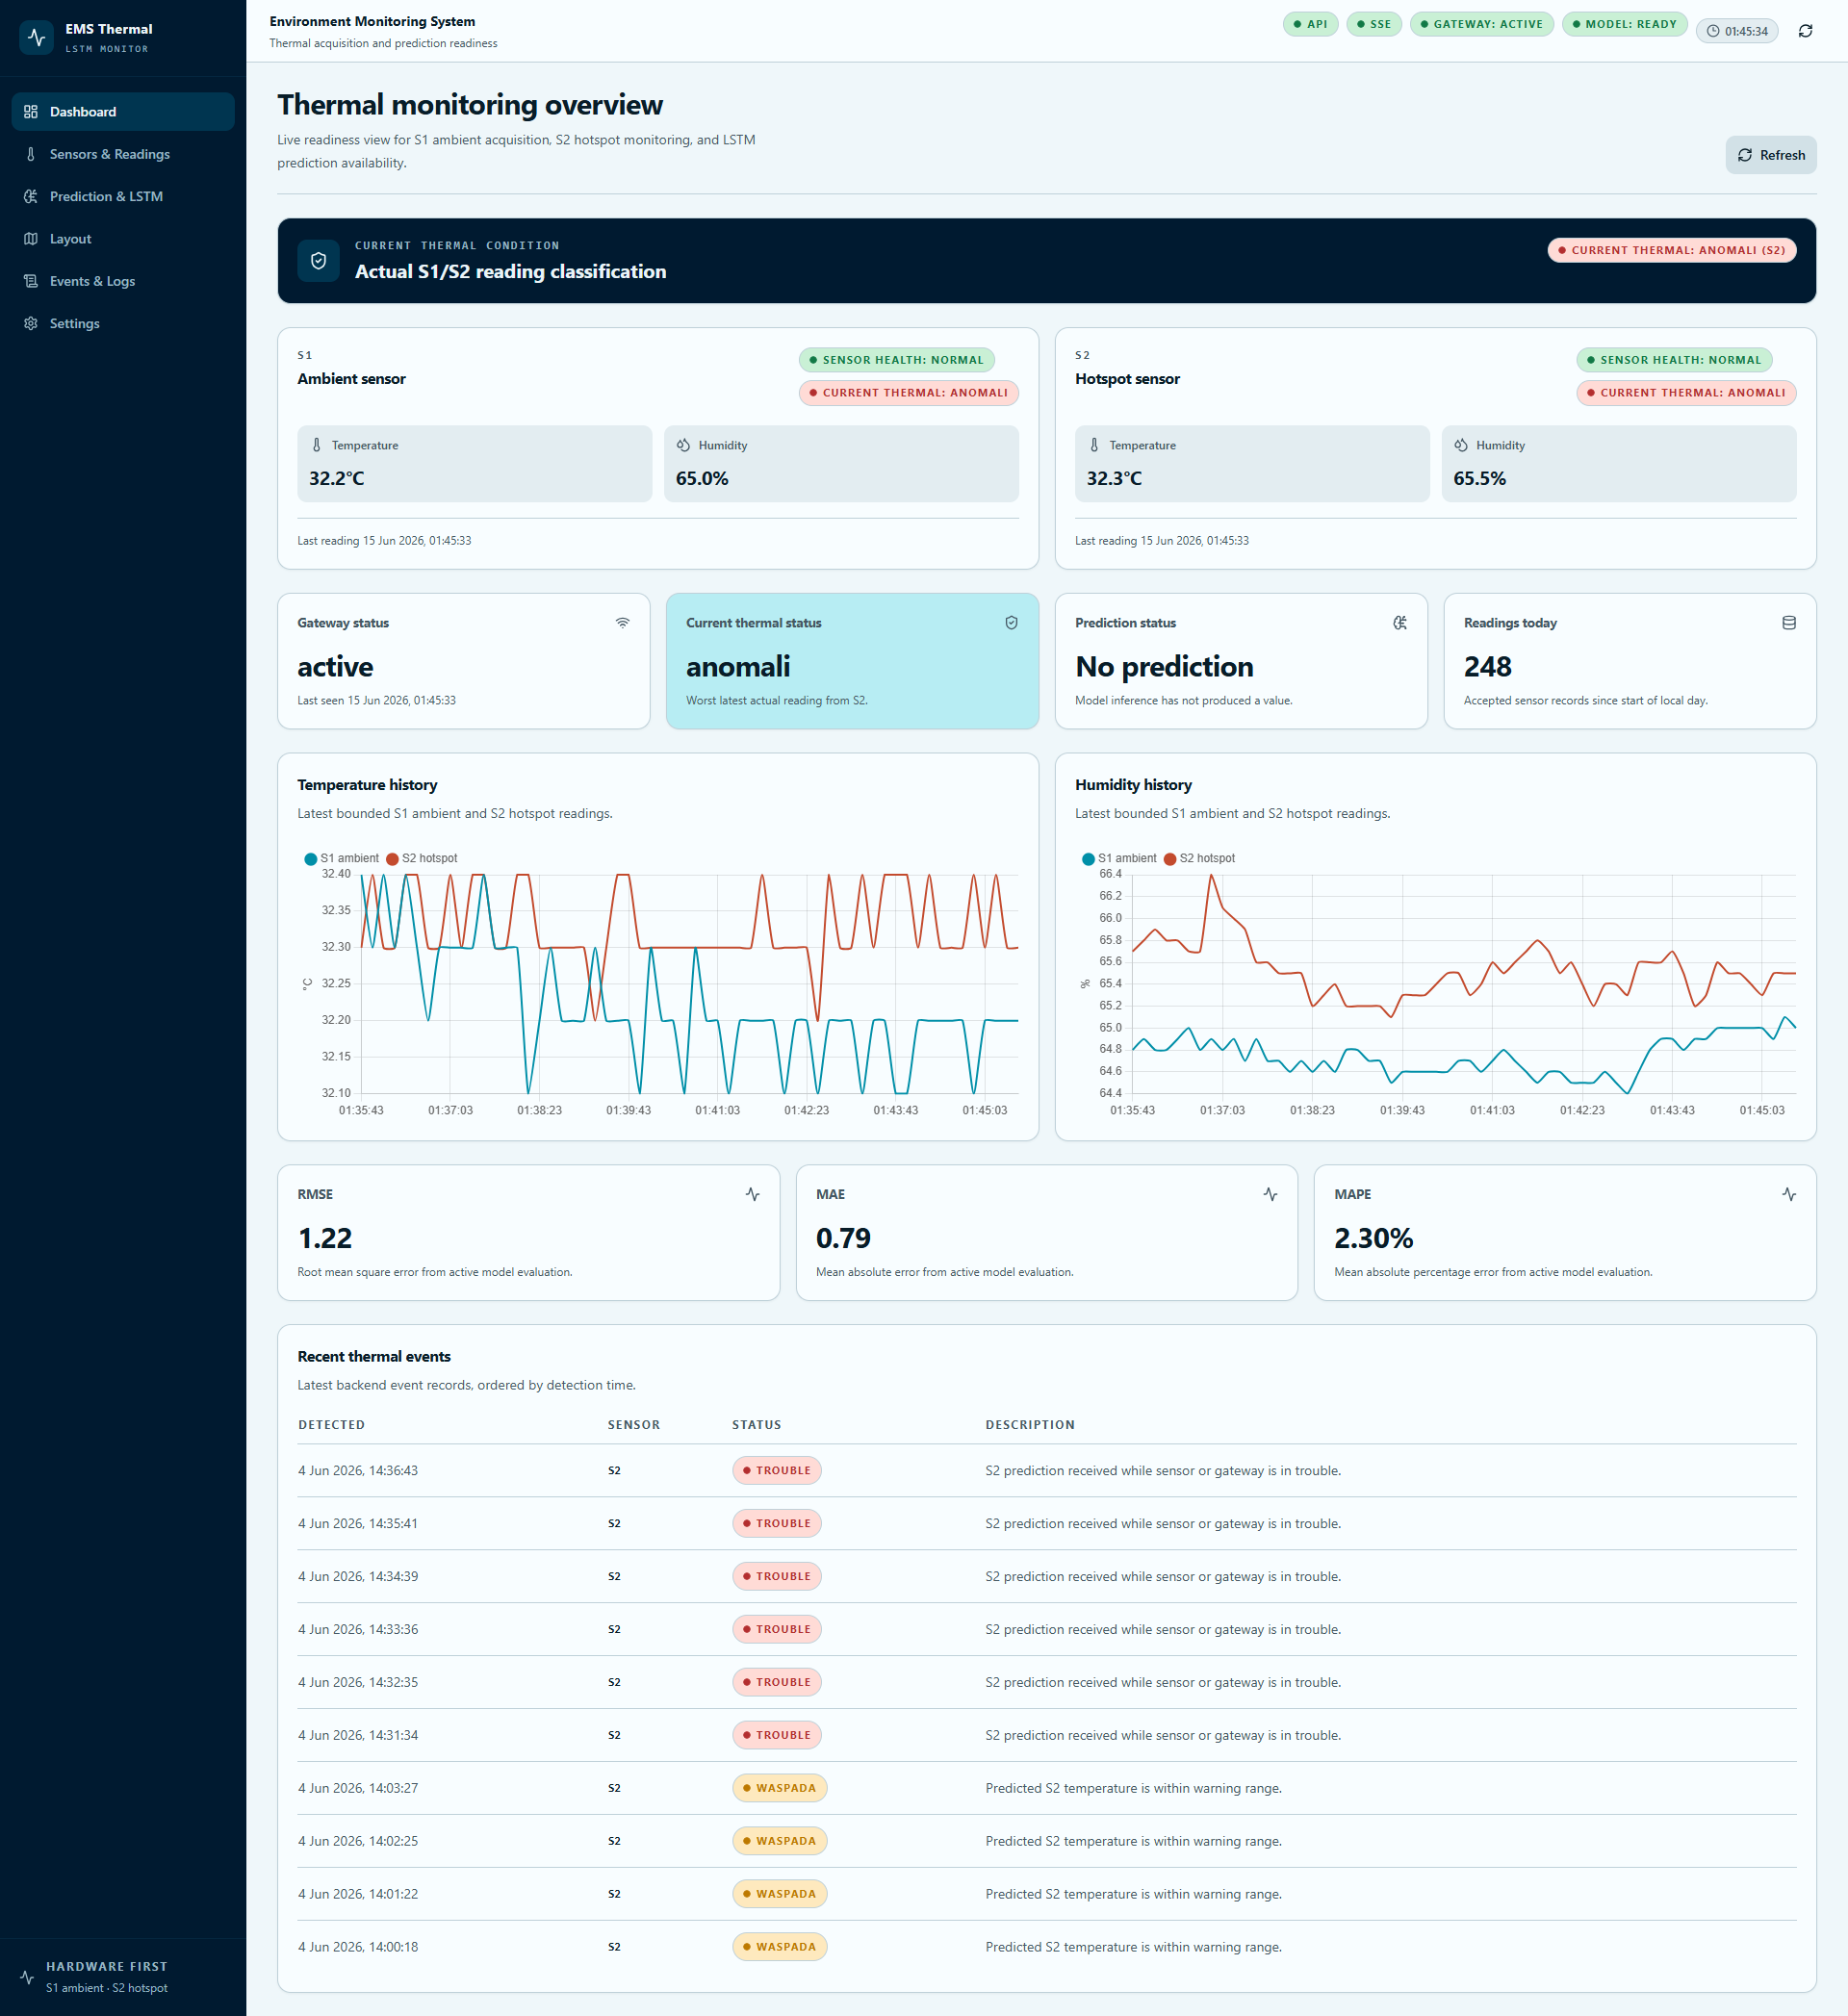 EMS Thermal
LSTM MONITOR
Dashboard
Sensors & Readings
Prediction & LSTM
Layout
Events & Logs
Settings
HARDWARE FIRST
S1 ambient · S2 hotspot
Environment Monitoring System
Thermal acquisition and prediction readiness
API
SSE
GATEWAY: ACTIVE
MODEL: READY
01:45:34
Thermal monitoring overview
Live readiness view for S1 ambient acquisition, S2 hotspot monitoring, and LSTM
prediction availability.
Refresh
CURRENT THERMAL CONDITION
Actual S1/S2 reading classification
CURRENT THERMAL: ANOMALI (S2)
S1
Ambient sensor
SENSOR HEALTH: NORMAL
CURRENT THERMAL: ANOMALI
Temperature
32.2°C
Humidity
65.0%
Last reading 15 Jun 2026, 01:45:33
S2
Hotspot sensor
SENSOR HEALTH: NORMAL
CURRENT THERMAL: ANOMALI
Temperature
32.3°C
Humidity
65.5%
Last reading 15 Jun 2026, 01:45:33
Gateway status
active
Last seen 15 Jun 2026, 01:45:33
Current thermal status
anomali
Worst latest actual reading from S2.
Prediction status
No prediction
Model inference has not produced a value.
Readings today
248
Accepted sensor records since start of local day.
Temperature history
Latest bounded S1 ambient and S2 hotspot readings.
S1 ambient S2 hotspot
32.40
32.35
32.30
32.25
32.20
32.15
32.10
°C
01:35:43 01:37:03 01:38:23 01:39:43 01:41:03 01:42:23 01:43:43 01:45:03
Humidity history
Latest bounded S1 ambient and S2 hotspot readings.
S1 ambient S2 hotspot
66.4
66.2
66.0
65.8
65.6
65.4
65.2
65.0
64.8
64.6
64.4
%
01:35:43 01:37:03 01:38:23 01:39:43 01:41:03 01:42:23 01:43:43 01:45:03
RMSE
1.22
Root mean square error from active model evaluation.
MAE
0.79
Mean absolute error from active model evaluation.
MAPE
2.30%
Mean absolute percentage error from active model evaluation.
Recent thermal events
Latest backend event records, ordered by detection time.
DETECTED SENSOR STATUS DESCRIPTION
4 Jun 2026, 14:36:43 S2 TROUBLE S2 prediction received while sensor or gateway is in trouble.
4 Jun 2026, 14:35:41 S2 TROUBLE S2 prediction received while sensor or gateway is in trouble.
4 Jun 2026, 14:34:39 S2 TROUBLE S2 prediction received while sensor or gateway is in trouble.
4 Jun 2026, 14:33:36 S2 TROUBLE S2 prediction received while sensor or gateway is in trouble.
4 Jun 2026, 14:32:35 S2 TROUBLE S2 prediction received while sensor or gateway is in trouble.
4 Jun 2026, 14:31:34 S2 TROUBLE S2 prediction received while sensor or gateway is in trouble.
4 Jun 2026, 14:03:27 S2 WASPADA Predicted S2 temperature is within warning range.
4 Jun 2026, 14:02:25 S2 WASPADA Predicted S2 temperature is within warning range.
4 Jun 2026, 14:01:22 S2 WASPADA Predicted S2 temperature is within warning range.
4 Jun 2026, 14:00:18 S2 WASPADA Predicted S2 temperature is within warning range.